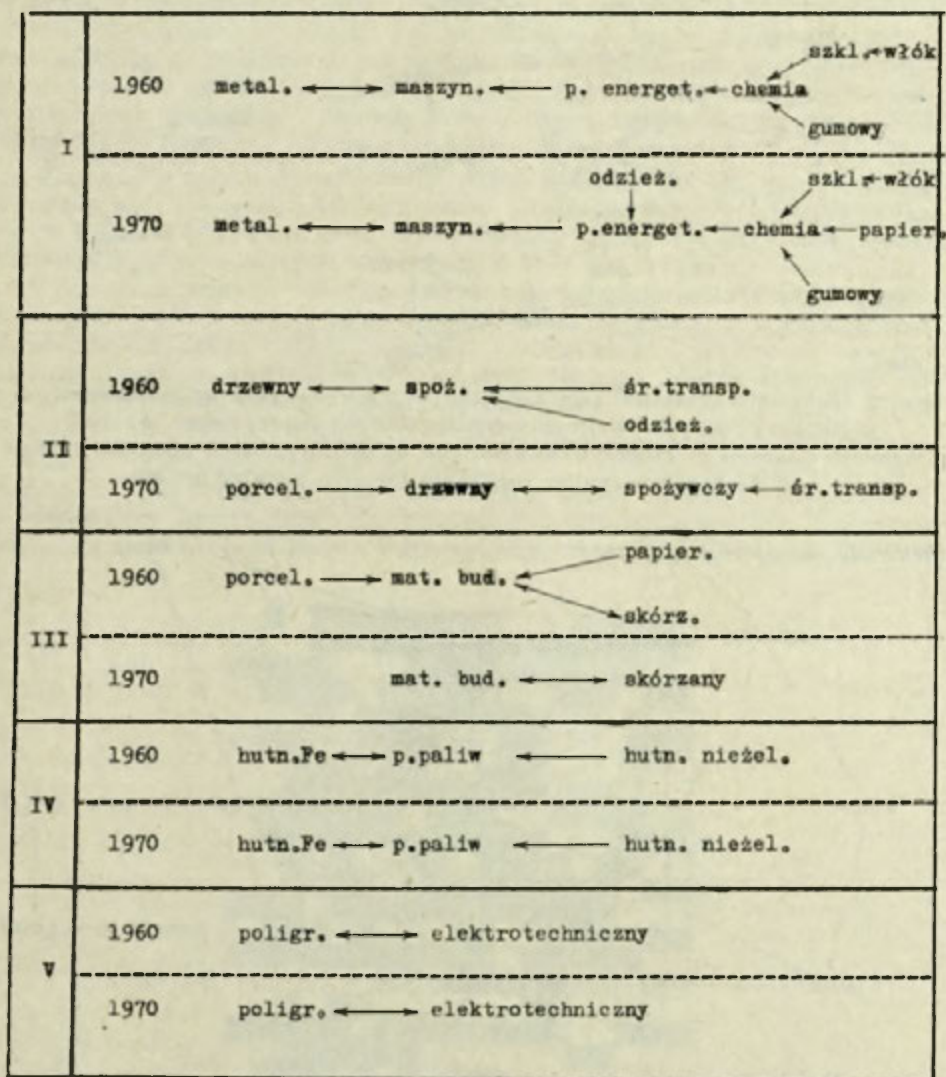 szkl. włók
1960 metal. maszyn. p. energet. chemia
gumowy
I
odzież. szkl. włók
1970 metal. maszyn. p.energet. chemia papier.
gumowy
1960 drzewny spoż. śr.transp.
odzież.
II
1970 porcel. drzewny spożywczy śr.transp.
papier.
1960 porcel. mat. bud.
skórz.
III
1970 mat. bud. skórzany
1960 hutn.Fe p.paliw hutn. nieżel.
IV
1970 hutn.Fe p.paliw hutn. nieżel.
1960 poligr. elektrotechniczny
V
1970 poligr. elektrotechniczny